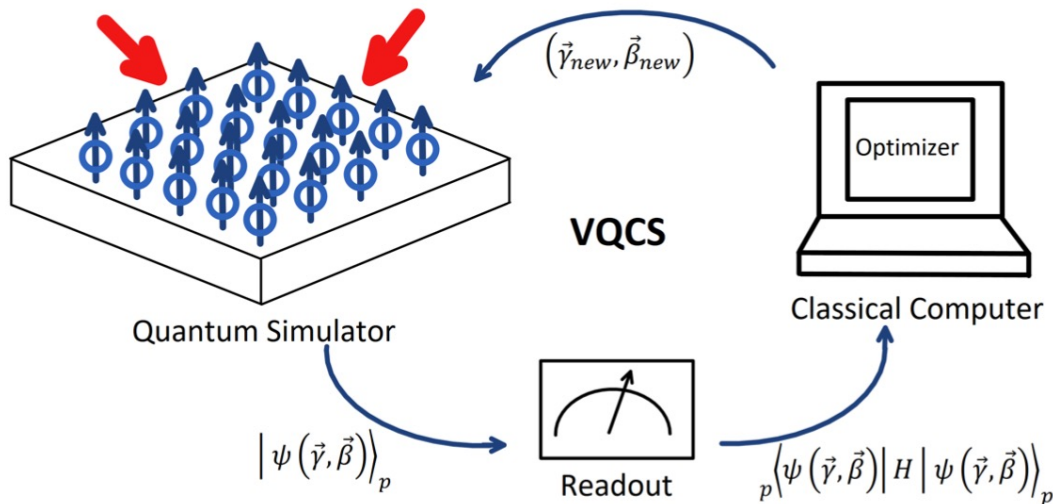 (γ⃗_new, β⃗_new)
Optimizer
VQCS
Classical Computer
Quantum Simulator
|ψ(γ⃗, β⃗)⟩_p
Readout
_p⟨ψ(γ⃗, β⃗)|H|ψ(γ⃗, β⃗)⟩_p